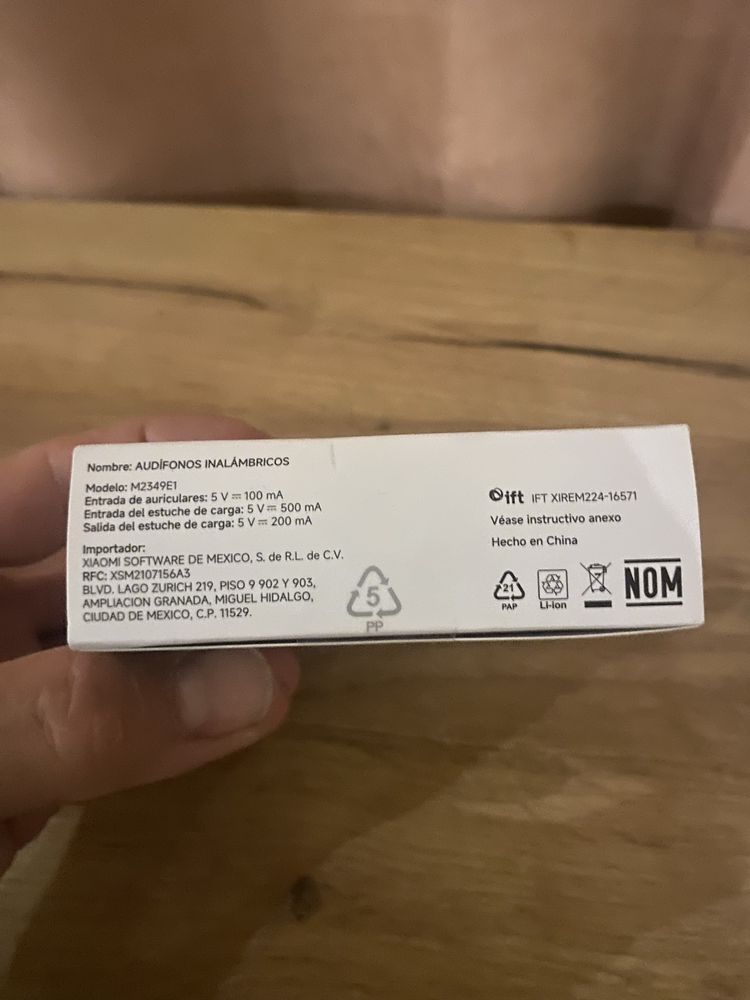 Nombre: AUDÍFONOS INALÁMBRICOS
Modelo: M2349E1
Entrada de auriculares: 5 V⎓100 mA
Entrada del estuche de carga: 5 V⎓ 500 mA
Salida del estuche de carga: 5 V⎓ 200 mA
Importador:
XIAOMI SOFTWARE DE MEXICO, S. de R.L. de C.V.
RFC: XSM2107156A3
BLVD. LAGO ZURICH 219, PISO 9 902 Y 903,
AMPLIACION GRANADA, MIGUEL HIDALGO,
CIUDAD DE MEXICO, C.P. 11529.
5
PP
ift IFT XIREM224-16571
Véase instructivo anexo
Hecho en China
21
PAP
Li-ion
NOM